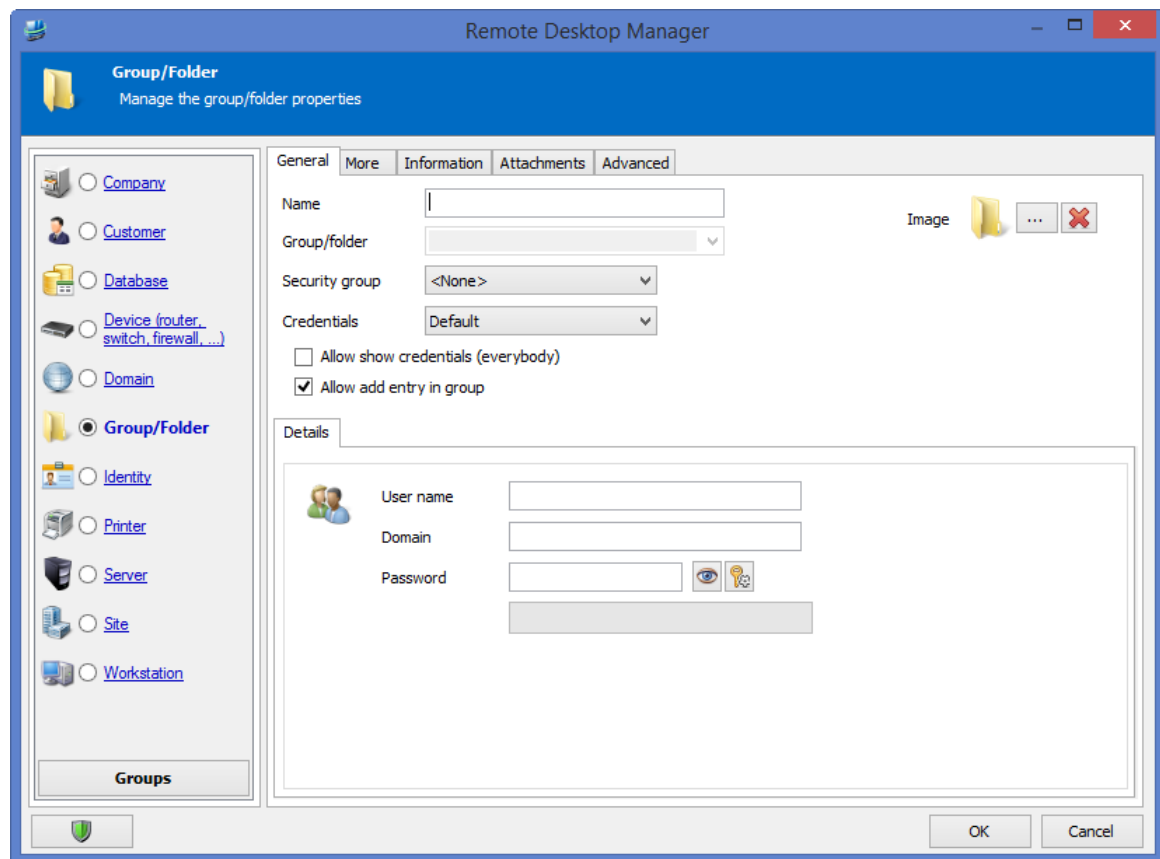 Remote Desktop Manager
Group/Folder
Manage the group/folder properties
Company
Customer
Database
Device (router,
switch, firewall, ...)
Domain
Group/Folder
Identity
Printer
Server
Site
Workstation
Groups
General More Information Attachments Advanced
Name
Image ...
Group/folder
Security group <None>
Credentials Default
Allow show credentials (everybody)
Allow add entry in group
Details
User name
Domain
Password
OK Cancel